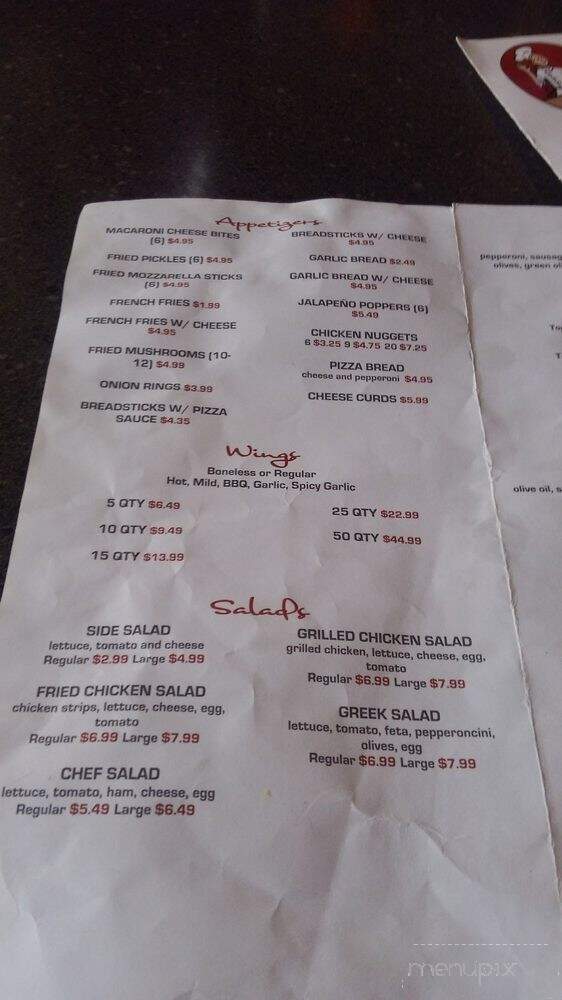 Appetizers
MACARONI CHEESE BITES
(6) $4.95
FRIED PICKLES (6) $4.95
FRIED MOZZARELLA STICKS
(6) $4.95
FRENCH FRIES $1.99
FRENCH FRIES W/ CHEESE
$4.95
FRIED MUSHROOMS (10-
12) $4.99
ONION RINGS $3.99
BREADSTICKS W/ PIZZA
SAUCE $4.35
BREADSTICKS W/ CHEESE
$4.95
GARLIC BREAD $2.49
GARLIC BREAD W/ CHEESE
$4.95
JALAPEÑO POPPERS (6)
$5.49
CHICKEN NUGGETS
6 $3.25 9 $4.75 20 $7.25
PIZZA BREAD
cheese and pepperoni $4.95
CHEESE CURDS $5.99
Wings
Boneless or Regular
Hot, Mild, BBQ, Garlic, Spicy Garlic
5 QTY $6.49
10 QTY $9.49
15 QTY $13.99
25 QTY $22.99
50 QTY $44.99
Salads
SIDE SALAD
lettuce, tomato and cheese
Regular $2.99 Large $4.99
FRIED CHICKEN SALAD
chicken strips, lettuce, cheese, egg,
tomato
Regular $6.99 Large $7.99
CHEF SALAD
lettuce, tomato, ham, cheese, egg
Regular $5.49 Large $6.49
GRILLED CHICKEN SALAD
grilled chicken, lettuce, cheese, egg,
tomato
Regular $6.99 Large $7.99
GREEK SALAD
lettuce, tomato, feta, pepperoncini,
olives, egg
Regular $6.99 Large $7.99
pepperoni,
olives, green
olive oil,
menupix